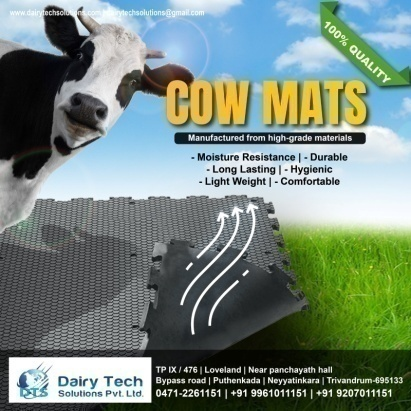 www.dairytechsolutions.com | dairytechsolutions@gmail.com
100% QUALITY
COW MATS
Manufactured from high-grade materials
- Moisture Resistance | - Durable
- Long Lasting | - Hygienic
- Light Weight | - Comfortable
DTS
Dairy Tech
Solutions Pvt. Ltd.
TP IX / 476 | Loveland | Near panchayath hall
Bypass road | Puthenkada | Neyyatinkara | Trivandrum-695133
0471-2261151 | +91 9961011151 | +91 9207011151